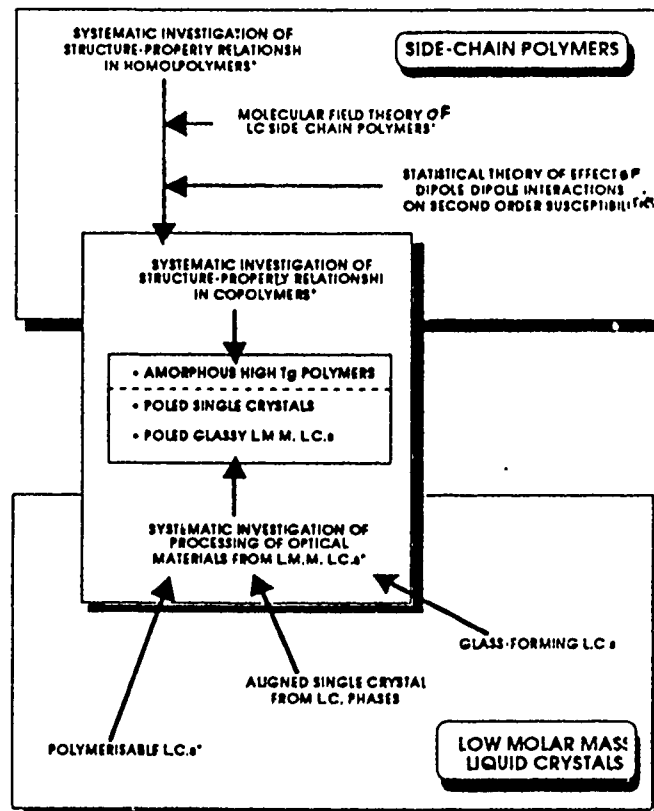 SYSTEMATIC INVESTIGATION OF
STRUCTURE-PROPERTY RELATIONSH
IN HOMOLPOLYMERS*
SIDE-CHAIN POLYMERS
MOLECULAR FIELD THEORY OF
LC SIDE CHAIN POLYMERS*
STATISTICAL THEORY OF EFFECT OF
DIPOLE DIPOLE INTERACTIONS
ON SECOND ORDER SUSCEPTIBILITIES
SYSTEMATIC INVESTIGATION OF
STRUCTURE-PROPERTY RELATIONSHI
IN COPOLYMERS*
• AMORPHOUS HIGH Tg POLYMERS
• POLED SINGLE CRYSTALS
• POLED GLASSY L.M M. L.C.s
SYSTEMATIC INVESTIGATION OF
PROCESSING OF OPTICAL
MATERIALS FROM L.M.M. L.C.s*
GLASS-FORMING L.C s
ALIGNED SINGLE CRYSTAL
FROM L.C. PHASES
POLYMERISABLE L.C.s*
LOW MOLAR MASS
LIQUID CRYSTALS